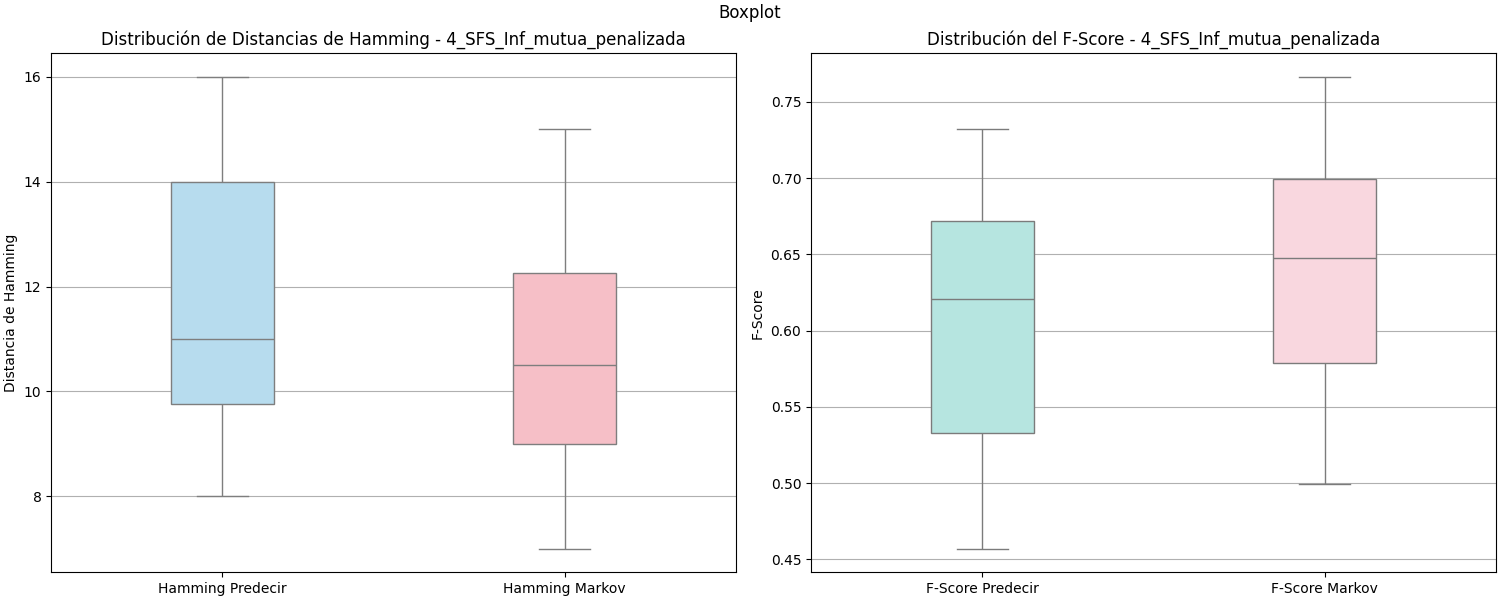 Boxplot
Distribución de Distancias de Hamming - 4_SFS_Inf_mutua_penalizada
Distancia de Hamming
16
14
12
10
8
Hamming Predecir
Hamming Markov
Distribución del F-Score - 4_SFS_Inf_mutua_penalizada
F-Score
0.75
0.70
0.65
0.60
0.55
0.50
0.45
F-Score Predecir
F-Score Markov